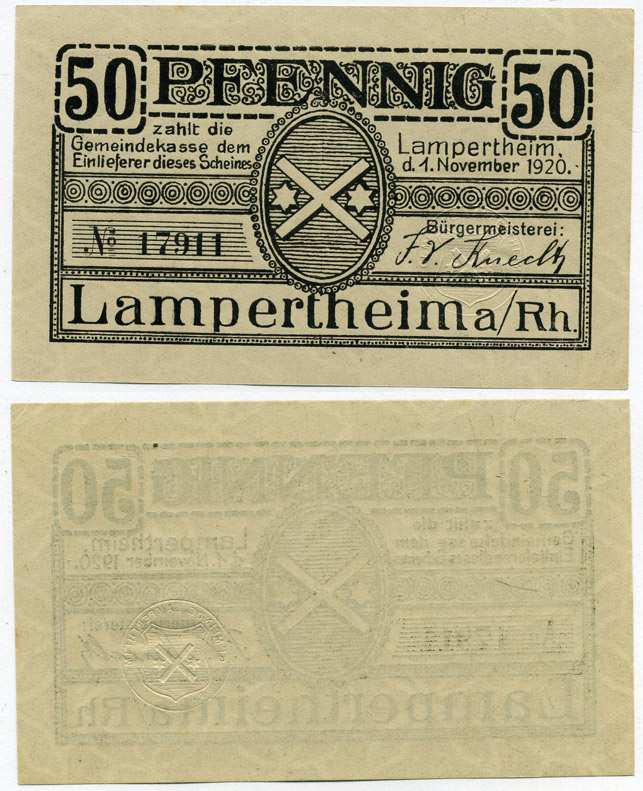 50 PFENNIG 50
zahlt die
Gemeindekasse dem
Einlieferer dieses Scheines
Lampertheim,
d. 1. November 1920.
Bürgermeisterei:
F. V. Knecht
№ 17911
Lampertheim a/Rh.